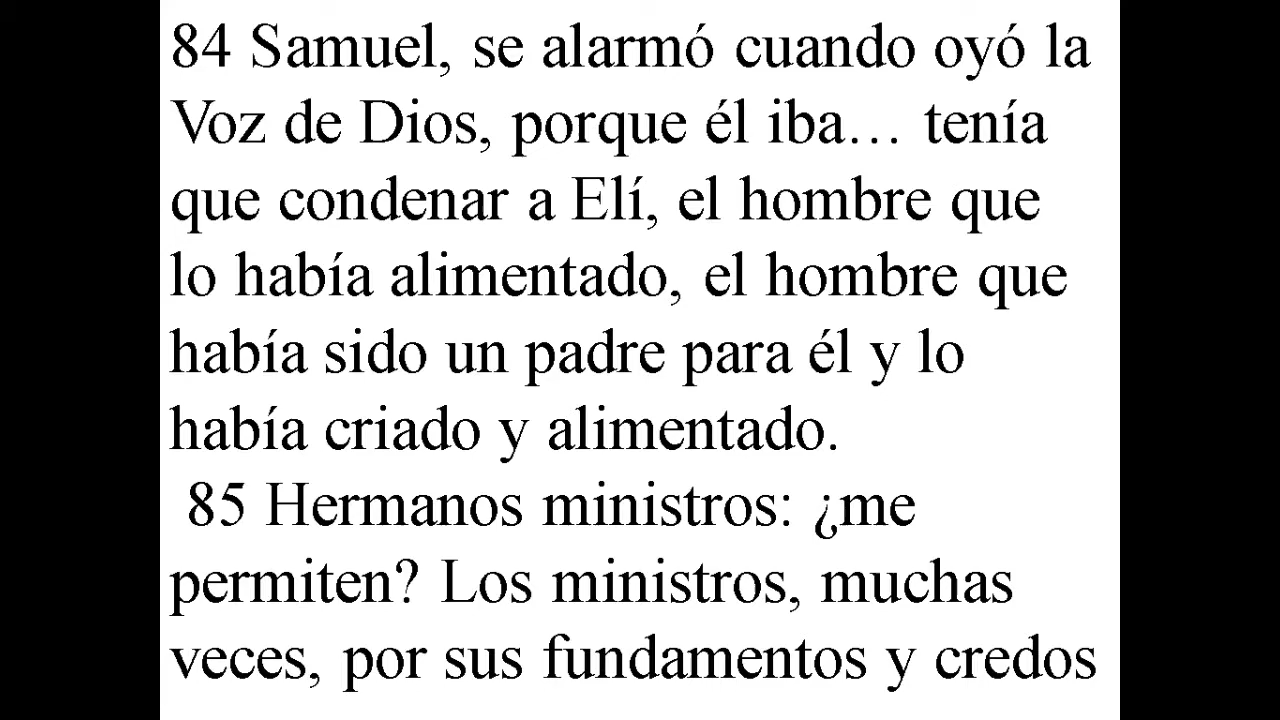 84 Samuel, se alarmó cuando oyó la
Voz de Dios, porque él iba… tenía
que condenar a Elí, el hombre que
lo había alimentado, el hombre que
había sido un padre para él y lo
había criado y alimentado.
85 Hermanos ministros: ¿me
permiten? Los ministros, muchas
veces, por sus fundamentos y credos